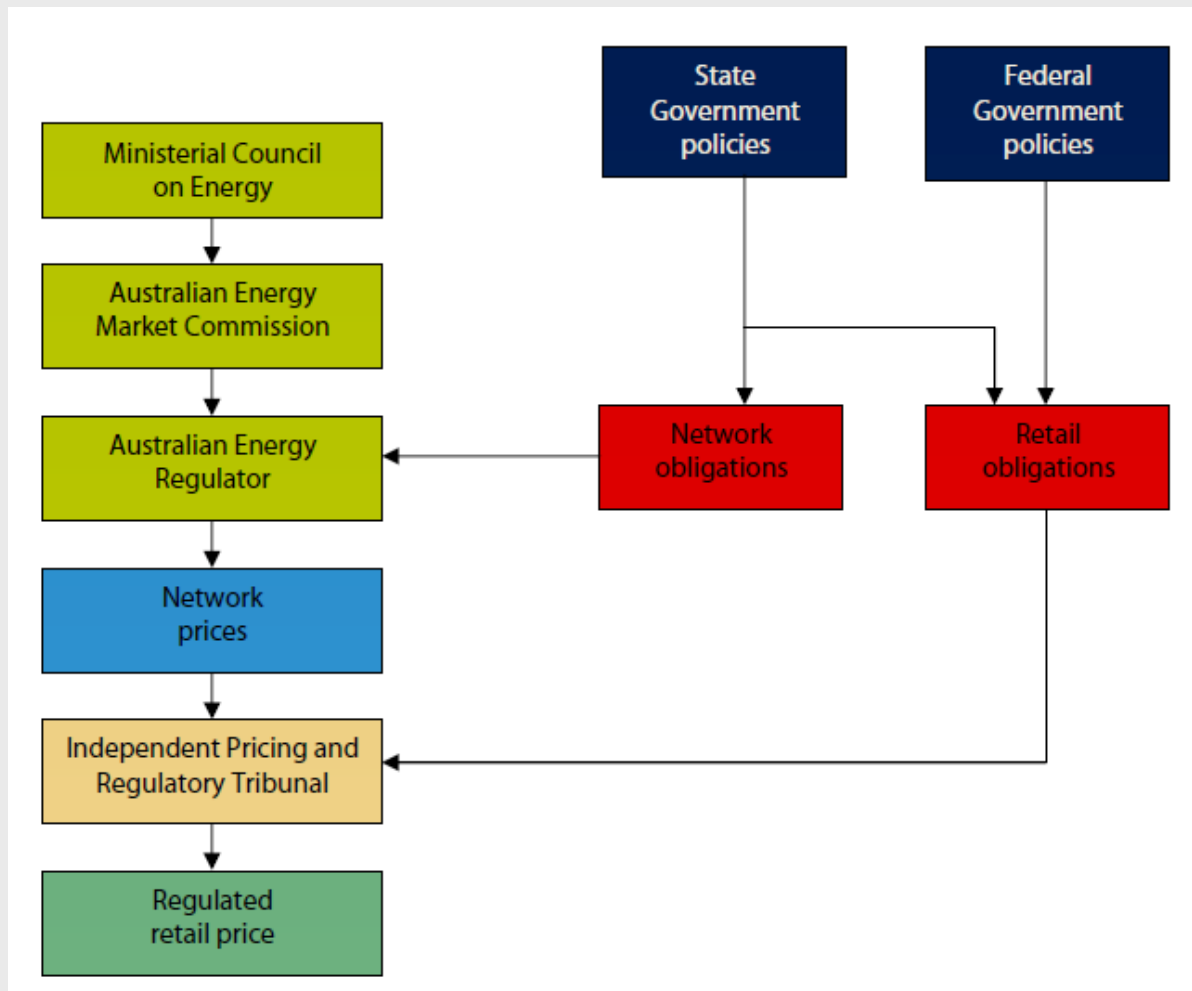 State
Government
policies
Federal
Government
policies
Ministerial Council
on Energy
Australian Energy
Market Commission
Australian Energy
Regulator
Network
obligations
Retail
obligations
Network
prices
Independent Pricing and
Regulatory Tribunal
Regulated
retail price